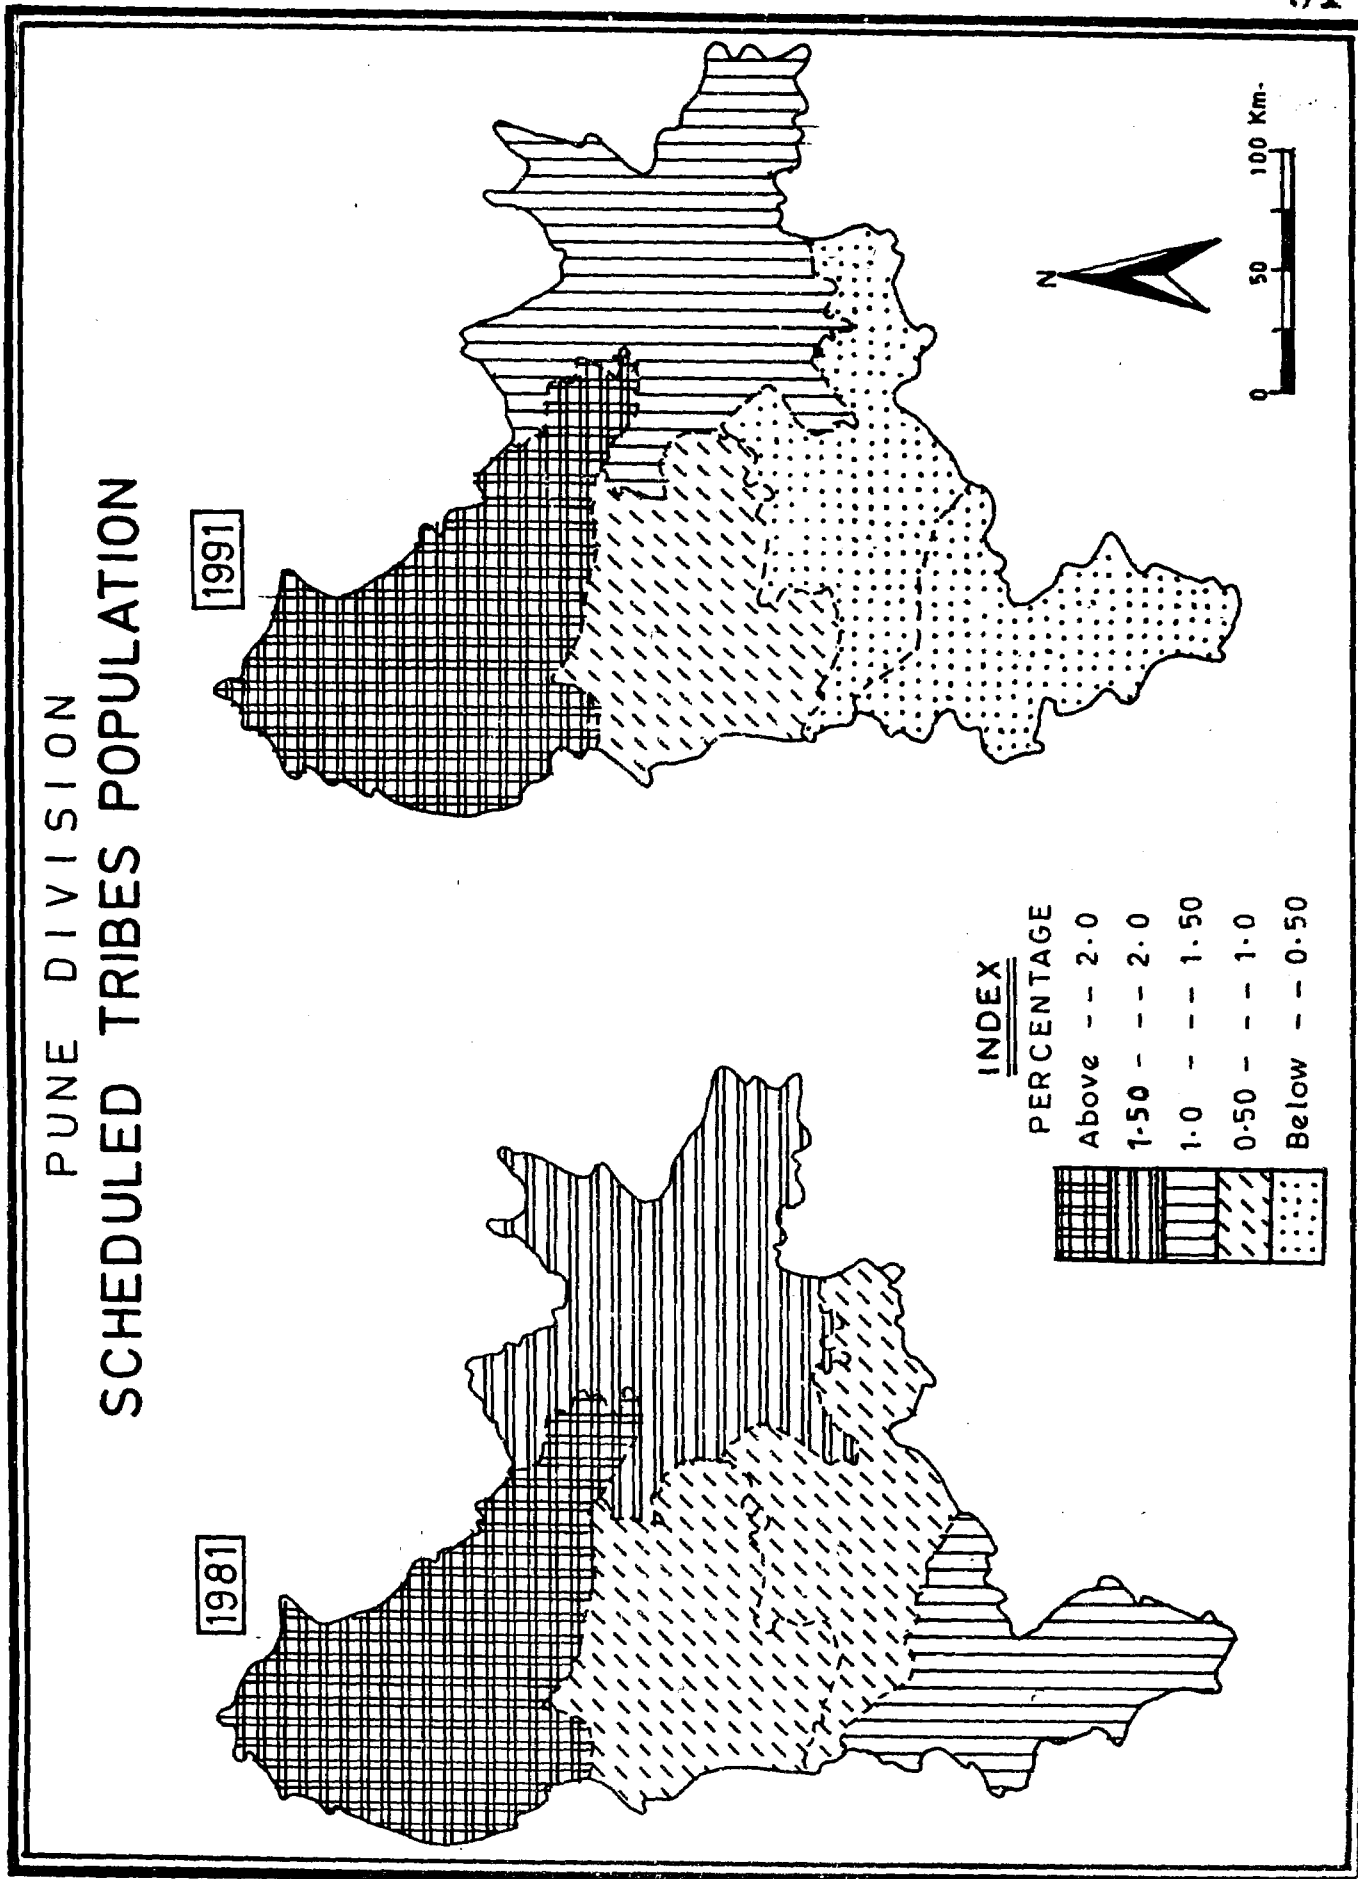 PUNE DIVISION
SCHEDULED TRIBES POPULATION
1981
1991
INDEX
PERCENTAGE
Above -- 2.0
1.50 - -- 2.0
1.0 - -- 1.50
0.50 - -- 1.0
Below -- 0.50
N
0 50 100 Km.